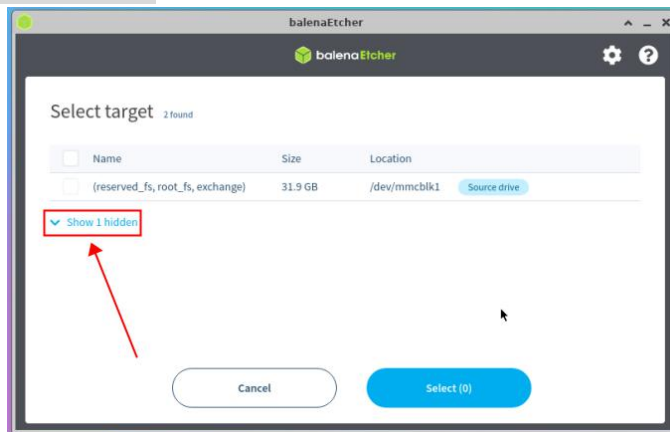 balenaEtcher
balenaEtcher
Select target 2 found
Name Size Location
(reserved_fs, root_fs, exchange) 31.9 GB /dev/mmcblk1 Source drive
Show 1 hidden
Cancel Select (0)